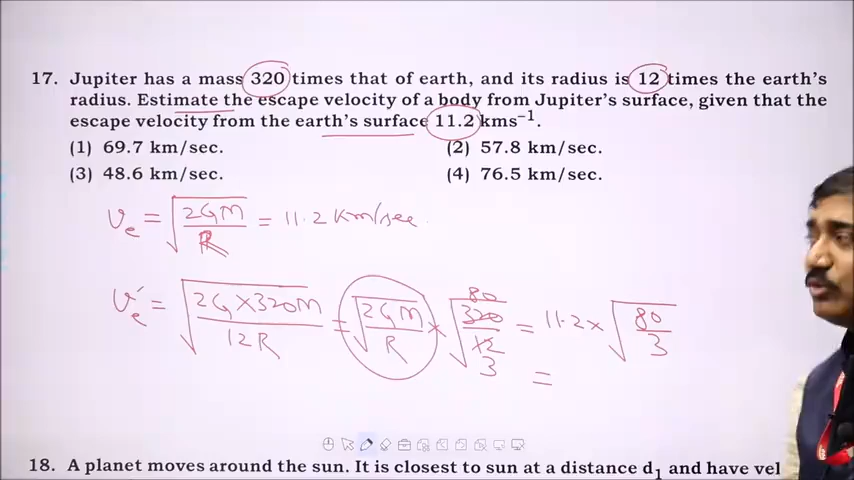 17. Jupiter has a mass 320 times that of earth, and its radius is 12 times the earth's
radius. Estimate the escape velocity of a body from Jupiter's surface, given that the
escape velocity from the earth's surface 11.2 kms⁻¹.
(1) 69.7 km/sec. (2) 57.8 km/sec.
(3) 48.6 km/sec. (4) 76.5 km/sec.
Vₑ = √(2GM/R) = 11.2 Km/sec.
Vₑ′ = √(2G×320M/12R) = √(2GM/R) × √(320/12) 80 3 = 11.2 × √(80/3)
=
18. A planet moves around the sun. It is closest to sun at a distance d₁ and have vel